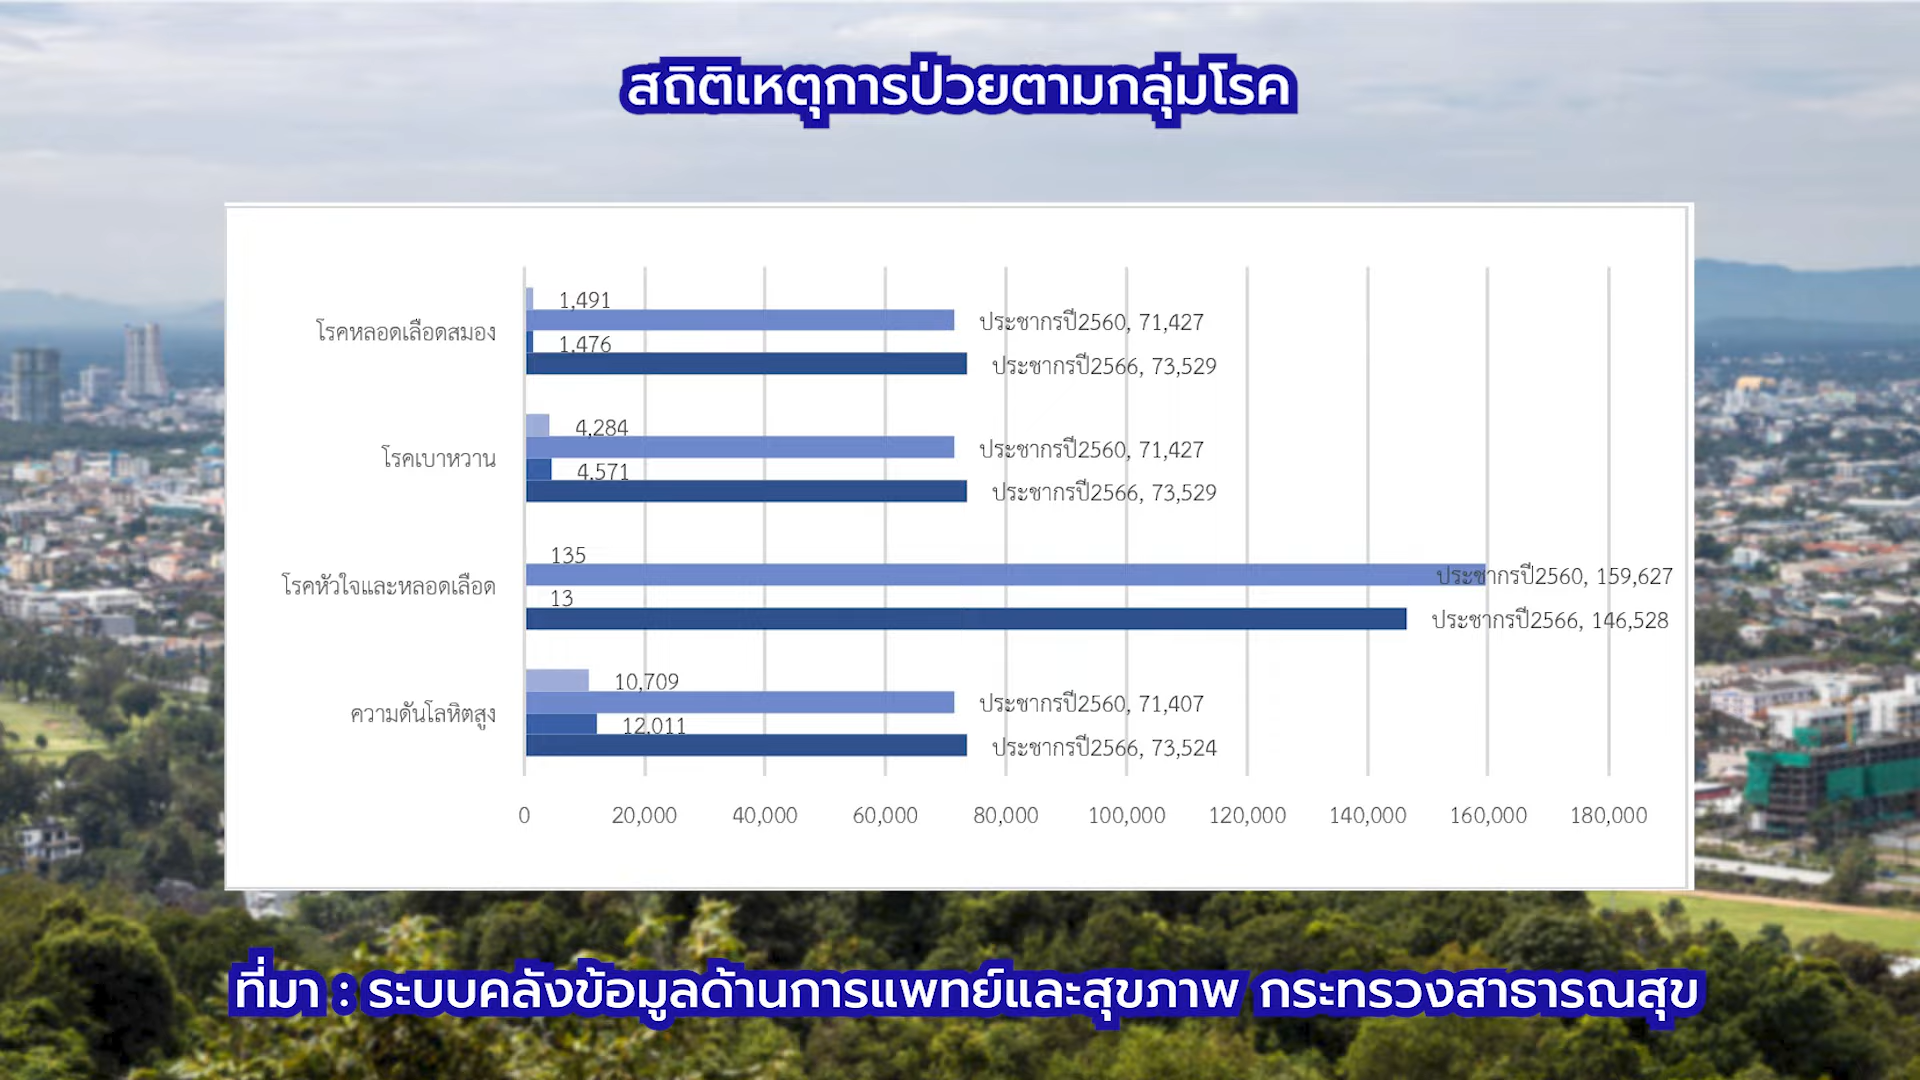 สถิติเหตุการป่วยตามกลุ่มโรค
1,491
โรคหลอดเลือดสมอง
ประชากรปี2560, 71,427
1,476
ประชากรปี2566, 73,529
4,284
โรคเบาหวาน
ประชากรปี2560, 71,427
4,571
ประชากรปี2566, 73,529
135
โรคหัวใจและหลอดเลือด
ประชากรปี2560, 159,627
13
ประชากรปี2566, 146,528
10,709
ความดันโลหิตสูง
ประชากรปี2560, 71,407
12,011
ประชากรปี2566, 73,524
0 20,000 40,000 60,000 80,000 100,000 120,000 140,000 160,000 180,000
ที่มา : ระบบคลังข้อมูลด้านการแพทย์และสุขภาพ กระทรวงสาธารณสุข